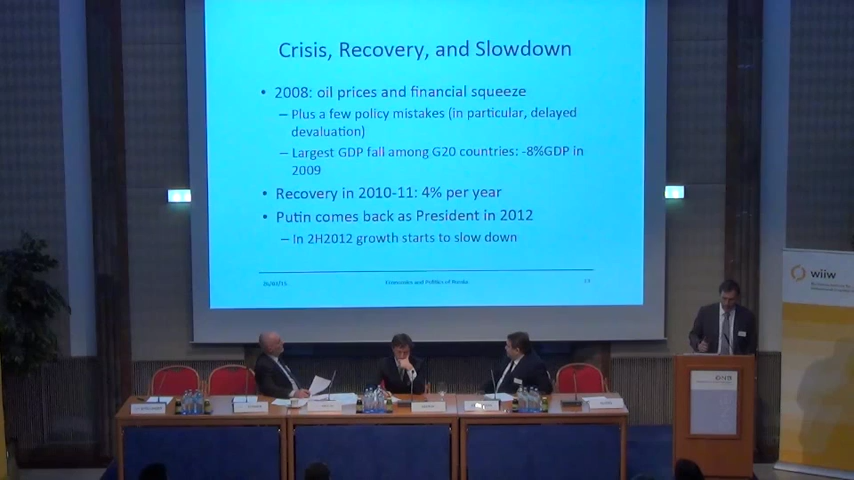 Crisis, Recovery, and Slowdown
• 2008: oil prices and financial squeeze
– Plus a few policy mistakes (in particular, delayed
devaluation)
– Largest GDP fall among G20 countries: -8%GDP in
2009
• Recovery in 2010-11: 4% per year
• Putin comes back as President in 2012
– In 2H2012 growth starts to slow down
Economics and Politics of Russia
wiiw